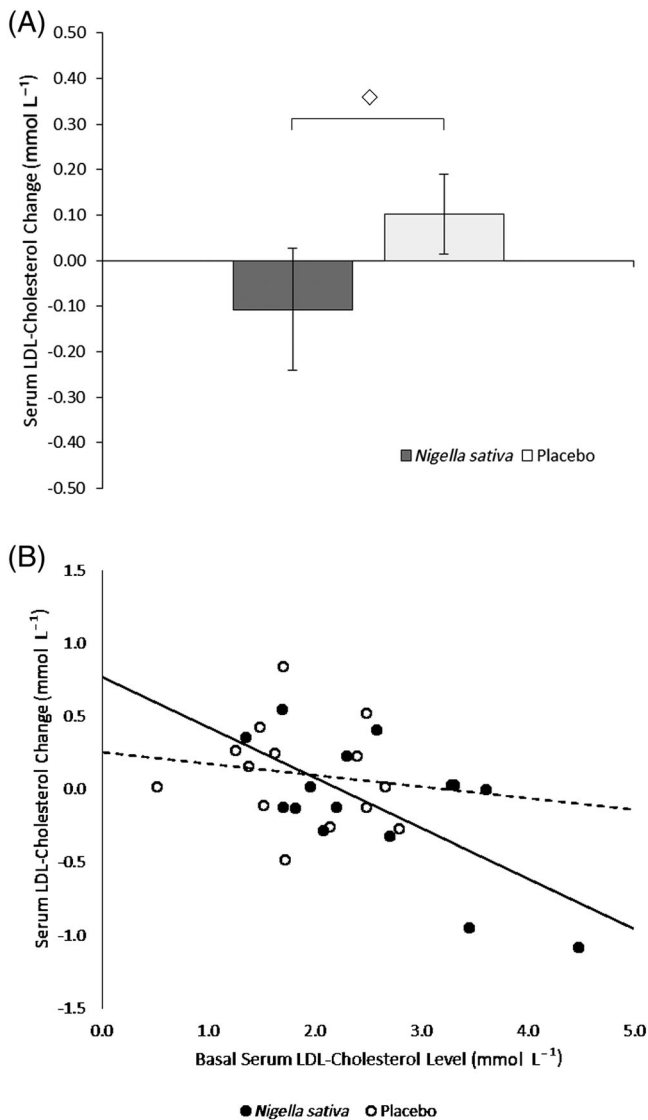 (A)
0.50
0.40
0.30
0.20
0.10
0.00
-0.10
-0.20
-0.30
-0.40
-0.50
Serum LDL-Cholesterol Change (mmol L⁻¹)
Nigella sativa Placebo
(B)
1.5
1.0
0.5
0.0
-0.5
-1.0
-1.5
Serum LDL-Cholesterol Change (mmol L⁻¹)
0.0 1.0 2.0 3.0 4.0 5.0
Basal Serum LDL-Cholesterol Level (mmol L⁻¹)
Nigella sativa Placebo